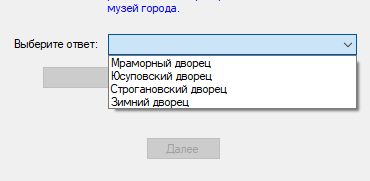 музей города.
Выберите ответ:
Мраморный дворец
Юсуповский дворец
Строгановский дворец
Зимний дворец
Далее